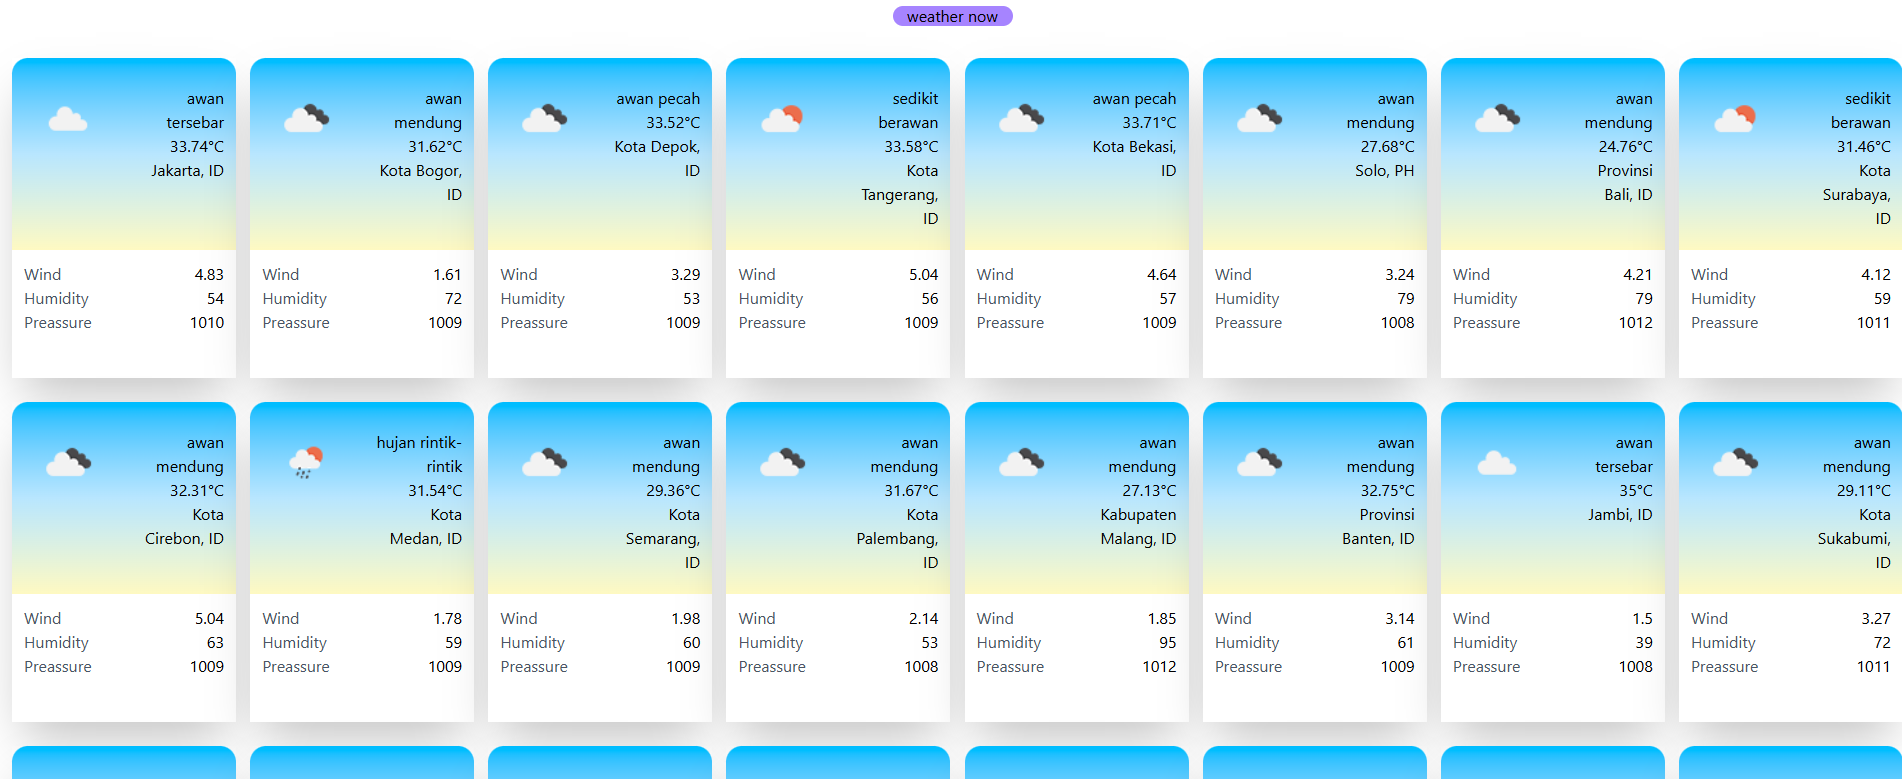 weather now
awan
tersebar
33.74°C
Jakarta, ID
Wind 4.83
Humidity 54
Preassure 1010
awan
mendung
31.62°C
Kota Bogor,
ID
Wind 1.61
Humidity 72
Preassure 1009
awan pecah
33.52°C
Kota Depok,
ID
Wind 3.29
Humidity 53
Preassure 1009
sedikit
berawan
33.58°C
Kota
Tangerang,
ID
Wind 5.04
Humidity 56
Preassure 1009
awan pecah
33.71°C
Kota Bekasi,
ID
Wind 4.64
Humidity 57
Preassure 1009
awan
mendung
27.68°C
Solo, PH
Wind 3.24
Humidity 79
Preassure 1008
awan
mendung
24.76°C
Provinsi
Bali, ID
Wind 4.21
Humidity 79
Preassure 1012
sedikit
berawan
31.46°C
Kota
Surabaya,
ID
Wind 4.12
Humidity 59
Preassure 1011
awan
mendung
32.31°C
Kota
Cirebon, ID
Wind 5.04
Humidity 63
Preassure 1009
hujan rintik-
rintik
31.54°C
Kota
Medan, ID
Wind 1.78
Humidity 59
Preassure 1009
awan
mendung
29.36°C
Kota
Semarang,
ID
Wind 1.98
Humidity 60
Preassure 1009
awan
mendung
31.67°C
Kota
Palembang,
ID
Wind 2.14
Humidity 53
Preassure 1008
awan
mendung
27.13°C
Kabupaten
Malang, ID
Wind 1.85
Humidity 95
Preassure 1012
awan
mendung
32.75°C
Provinsi
Banten, ID
Wind 3.14
Humidity 61
Preassure 1009
awan
tersebar
35°C
Jambi, ID
Wind 1.5
Humidity 39
Preassure 1008
awan
mendung
29.11°C
Kota
Sukabumi,
ID
Wind 3.27
Humidity 72
Preassure 1011